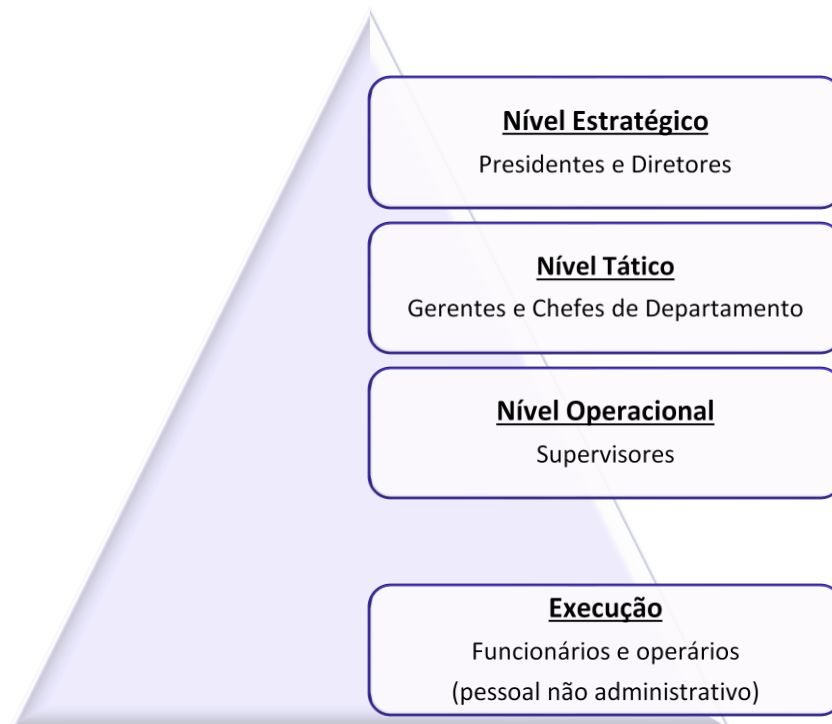 Nível Estratégico
Presidentes e Diretores
Nível Tático
Gerentes e Chefes de Departamento
Nível Operacional
Supervisores
Execução
Funcionários e operários
(pessoal não administrativo)